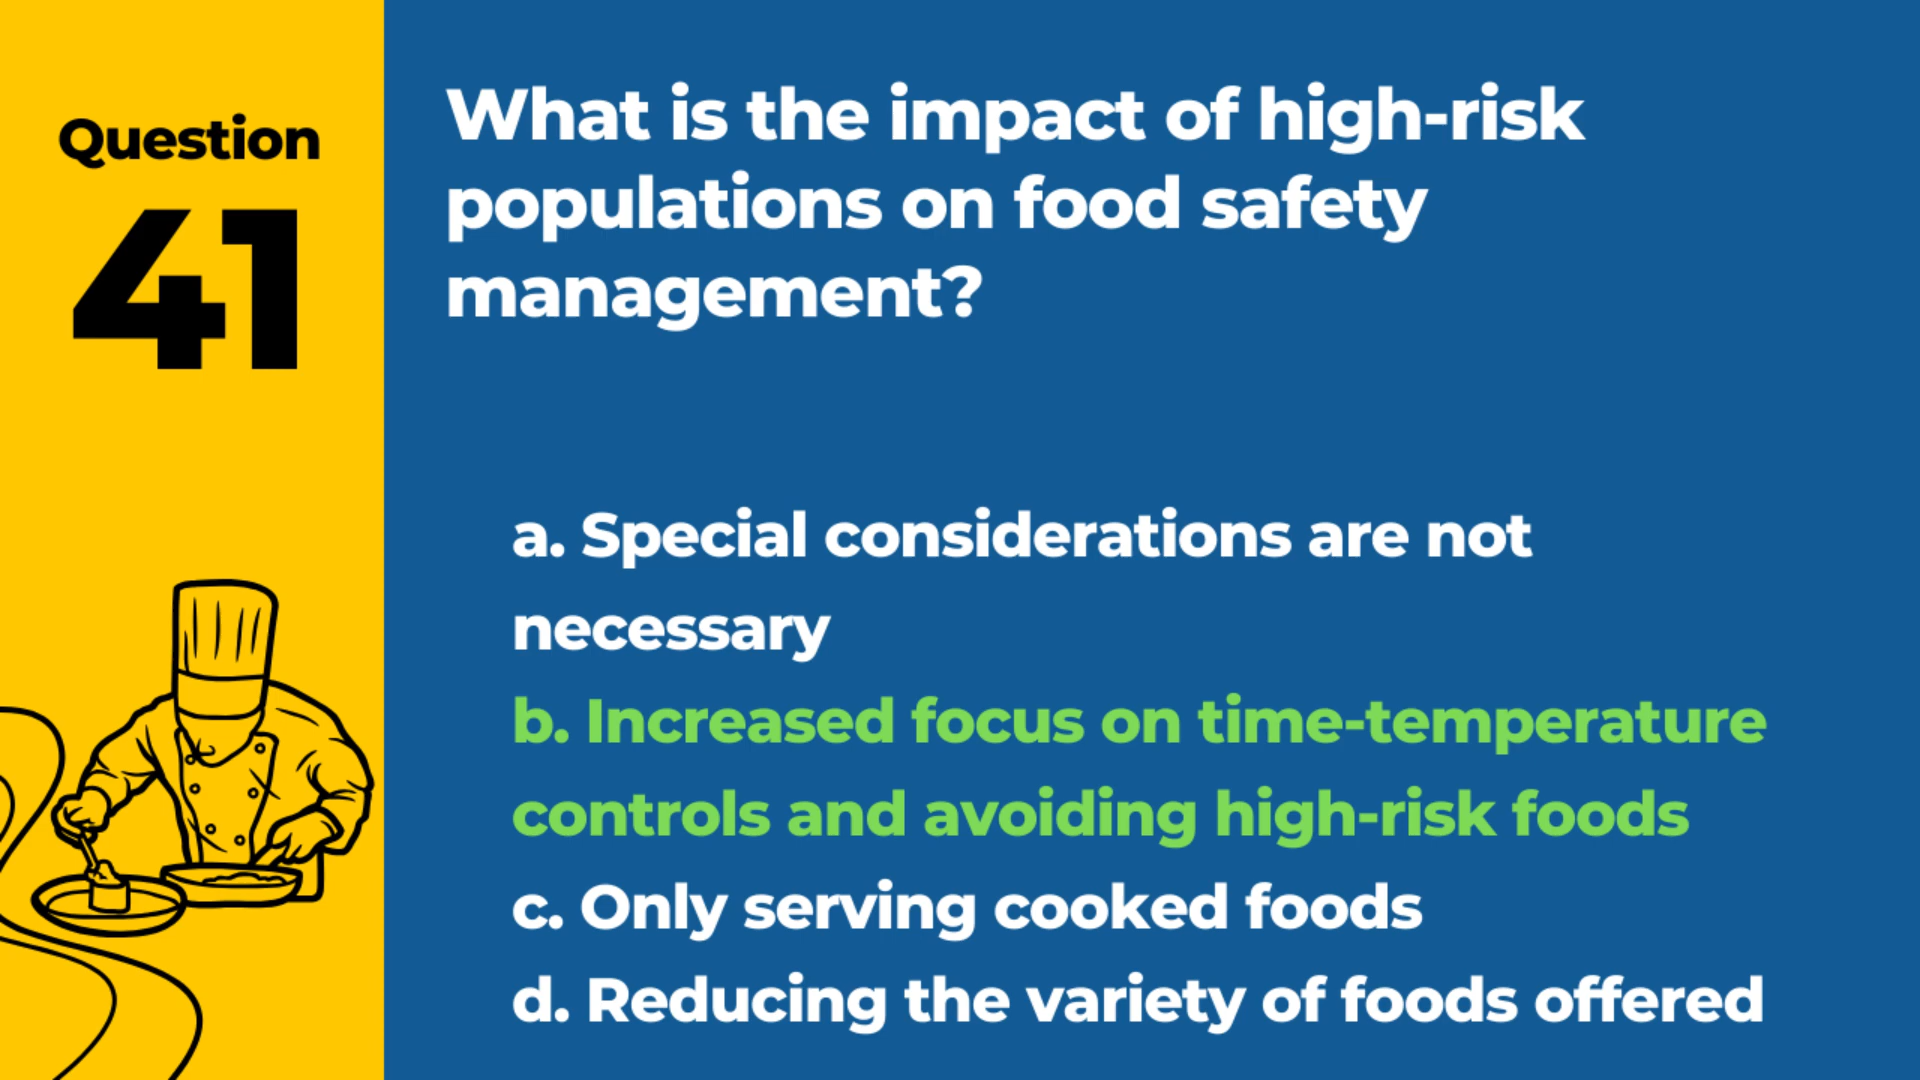 Question
41
What is the impact of high-risk
populations on food safety
management?
a. Special considerations are not
necessary
b. Increased focus on time-temperature
controls and avoiding high-risk foods
c. Only serving cooked foods
d. Reducing the variety of foods offered